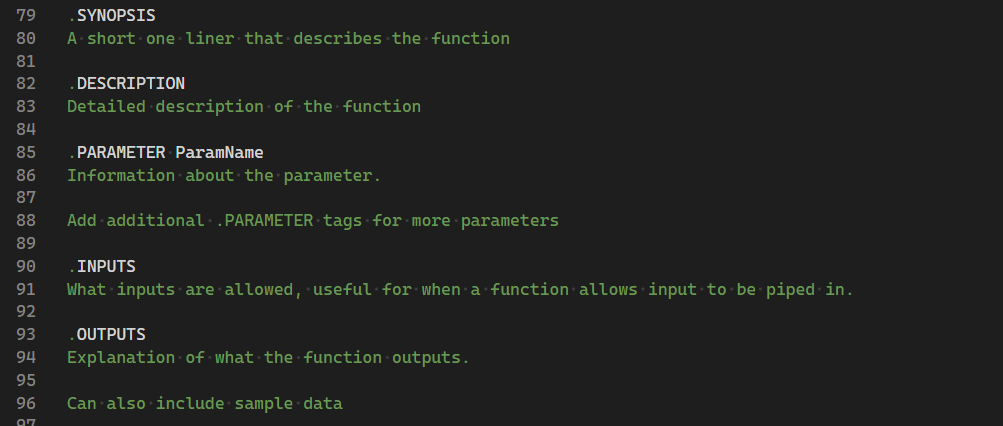 79 .SYNOPSIS
80 A short one liner that describes the function
81
82 .DESCRIPTION
83 Detailed description of the function
84
85 .PARAMETER ParamName
86 Information about the parameter.
87
88 Add additional .PARAMETER tags for more parameters
89
90 .INPUTS
91 What inputs are allowed, useful for when a function allows input to be piped in.
92
93 .OUTPUTS
94 Explanation of what the function outputs.
95
96 Can also include sample data
97